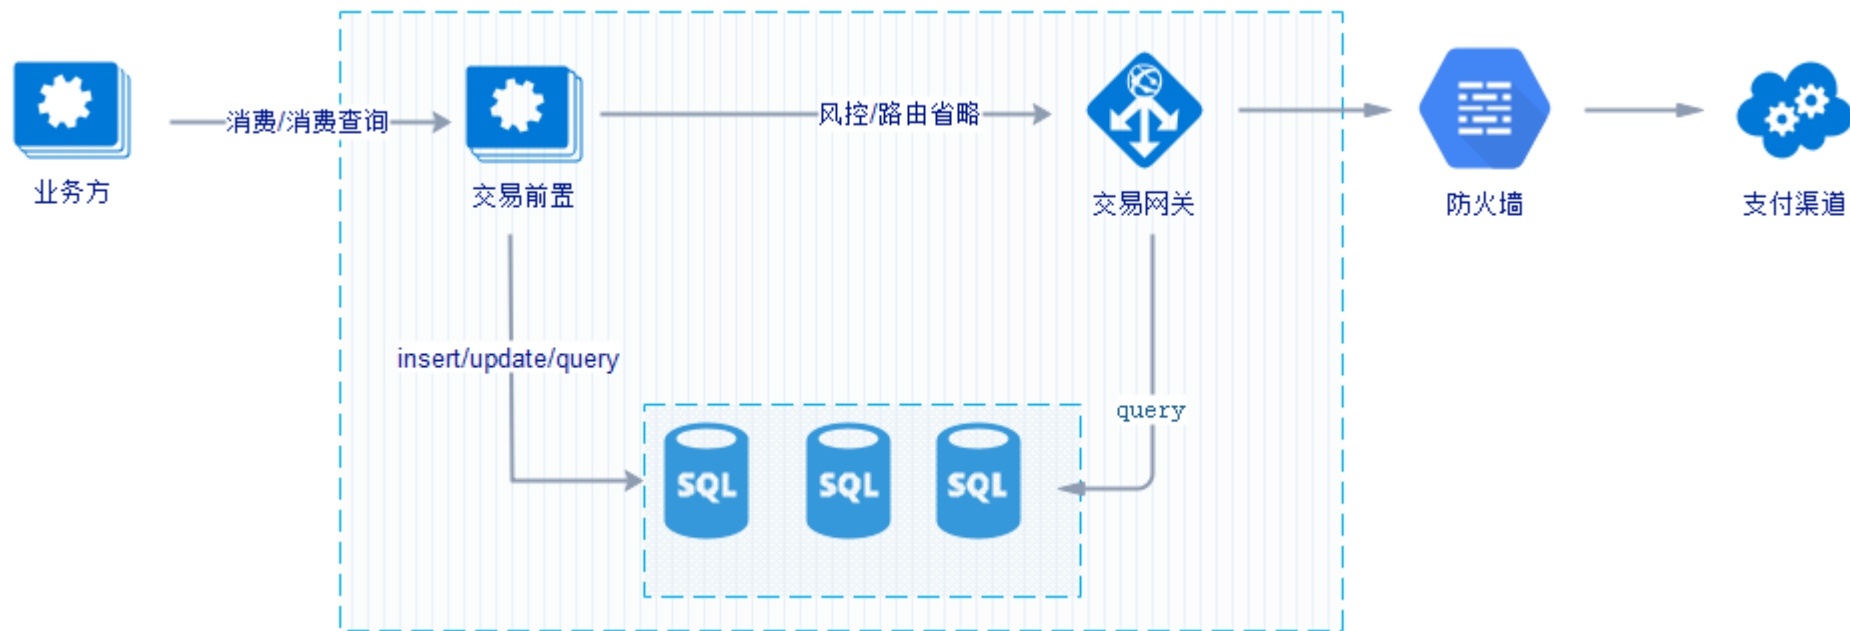 消费/消费查询
风控/路由省略
业务方
交易前置
交易网关
防火墙
支付渠道
insert/update/query
query
SQL
SQL
SQL